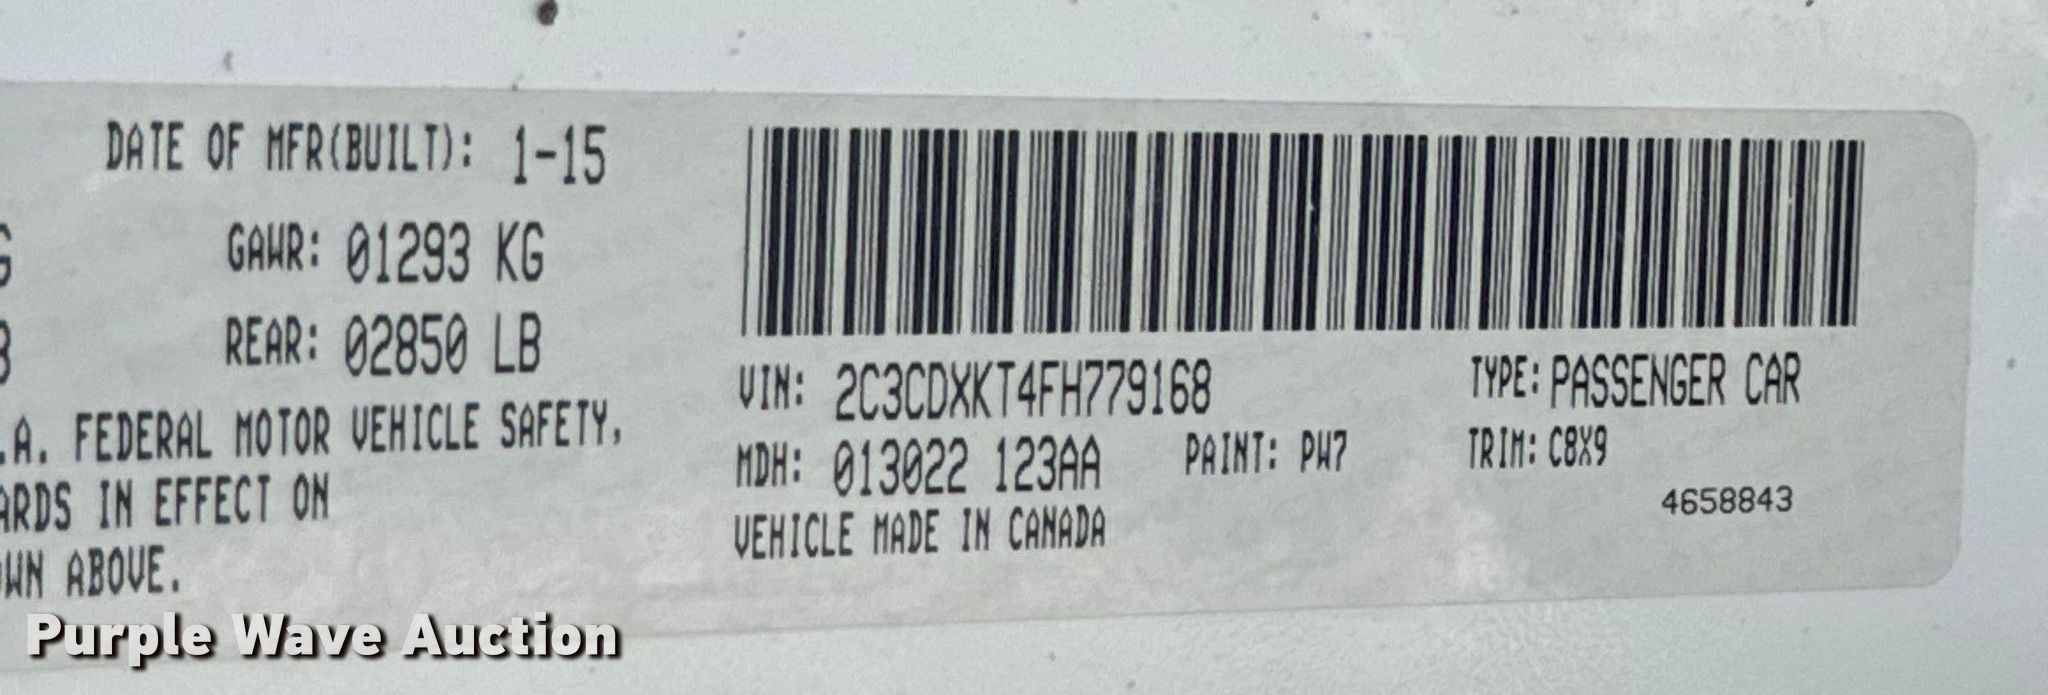 DATE OF MFR(BUILT): 1-15
G GAWR: 01293 KG
B REAR: 02850 LB
.A. FEDERAL MOTOR VEHICLE SAFETY,
ARDS IN EFFECT ON
OWN ABOVE.
VIN: 2C3CDXKT4FH779168 TYPE: PASSENGER CAR
MDH: 013022 123AA PAINT: PW7 TRIM: C8X9
4658843
VEHICLE MADE IN CANADA
Purple Wave Auction